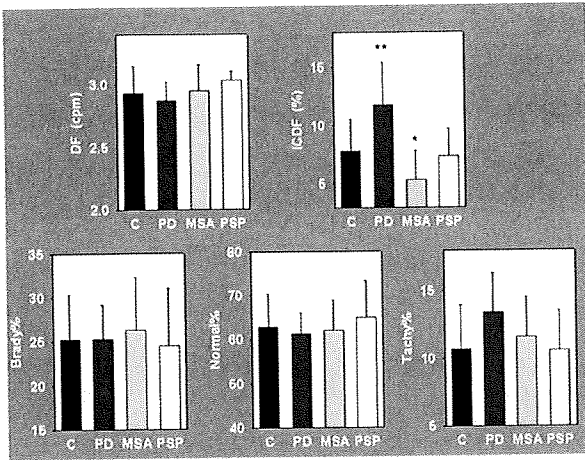 DF (cpm)
3.0
2.5
2.0
C PD MSA PSP
ICDF (%)
**
*
15
10
5
C PD MSA PSP
Brady%
35
30
25
20
15
C PD MSA PSP
Normal%
80
70
60
60
40
C PD MSA PSP
Tachy%
15
10
5
C PD MSA PSP